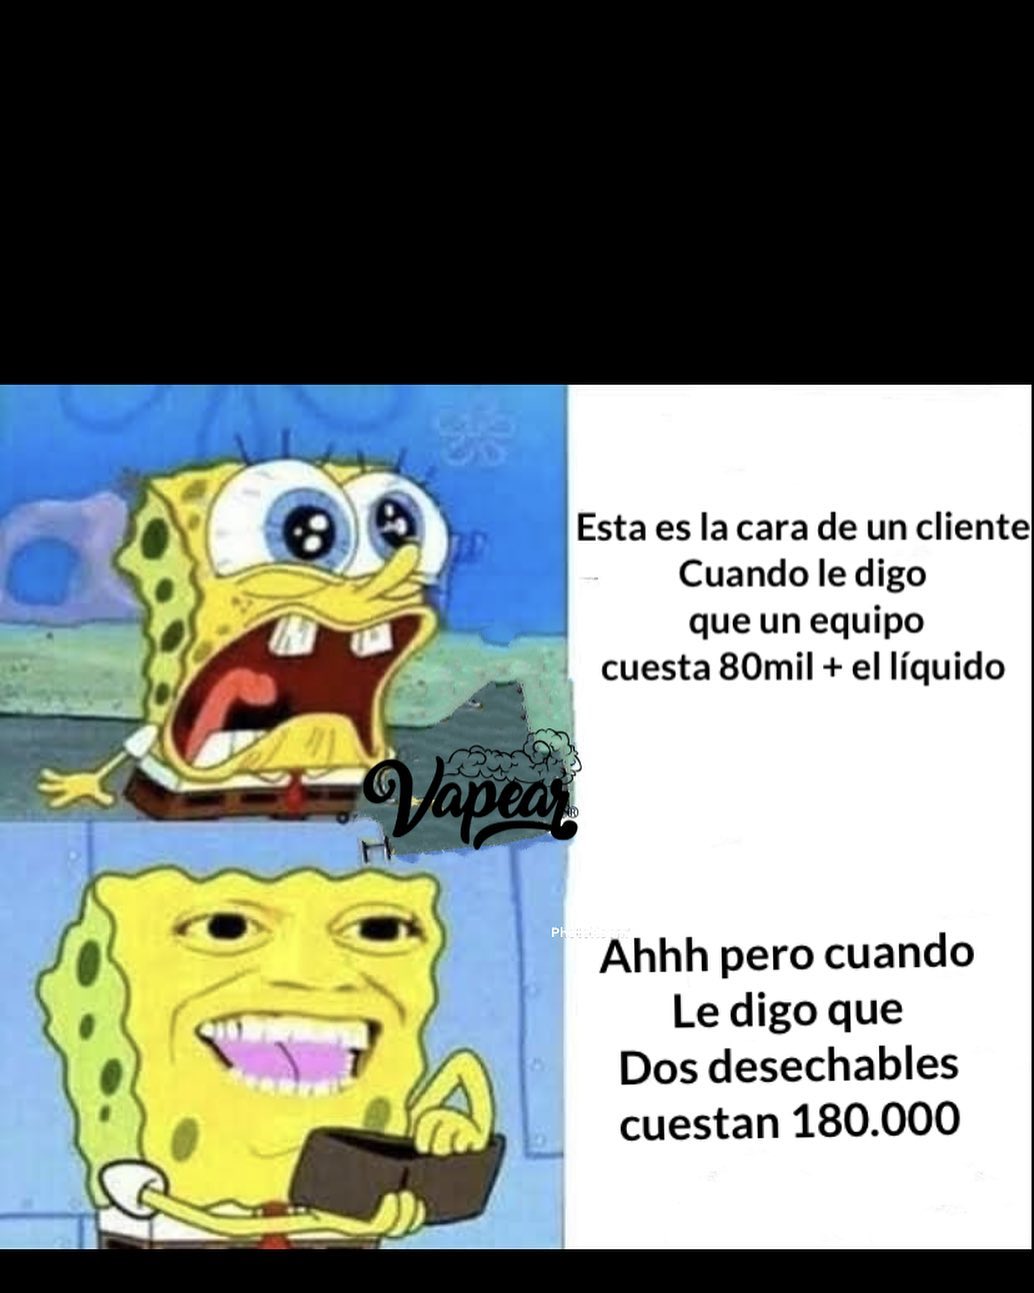 Esta es la cara de un cliente
Cuando le digo
que un equipo
cuesta 80mil + el líquido
Vapear®
Ahhh pero cuando
Le digo que
Dos desechables
cuestan 180.000